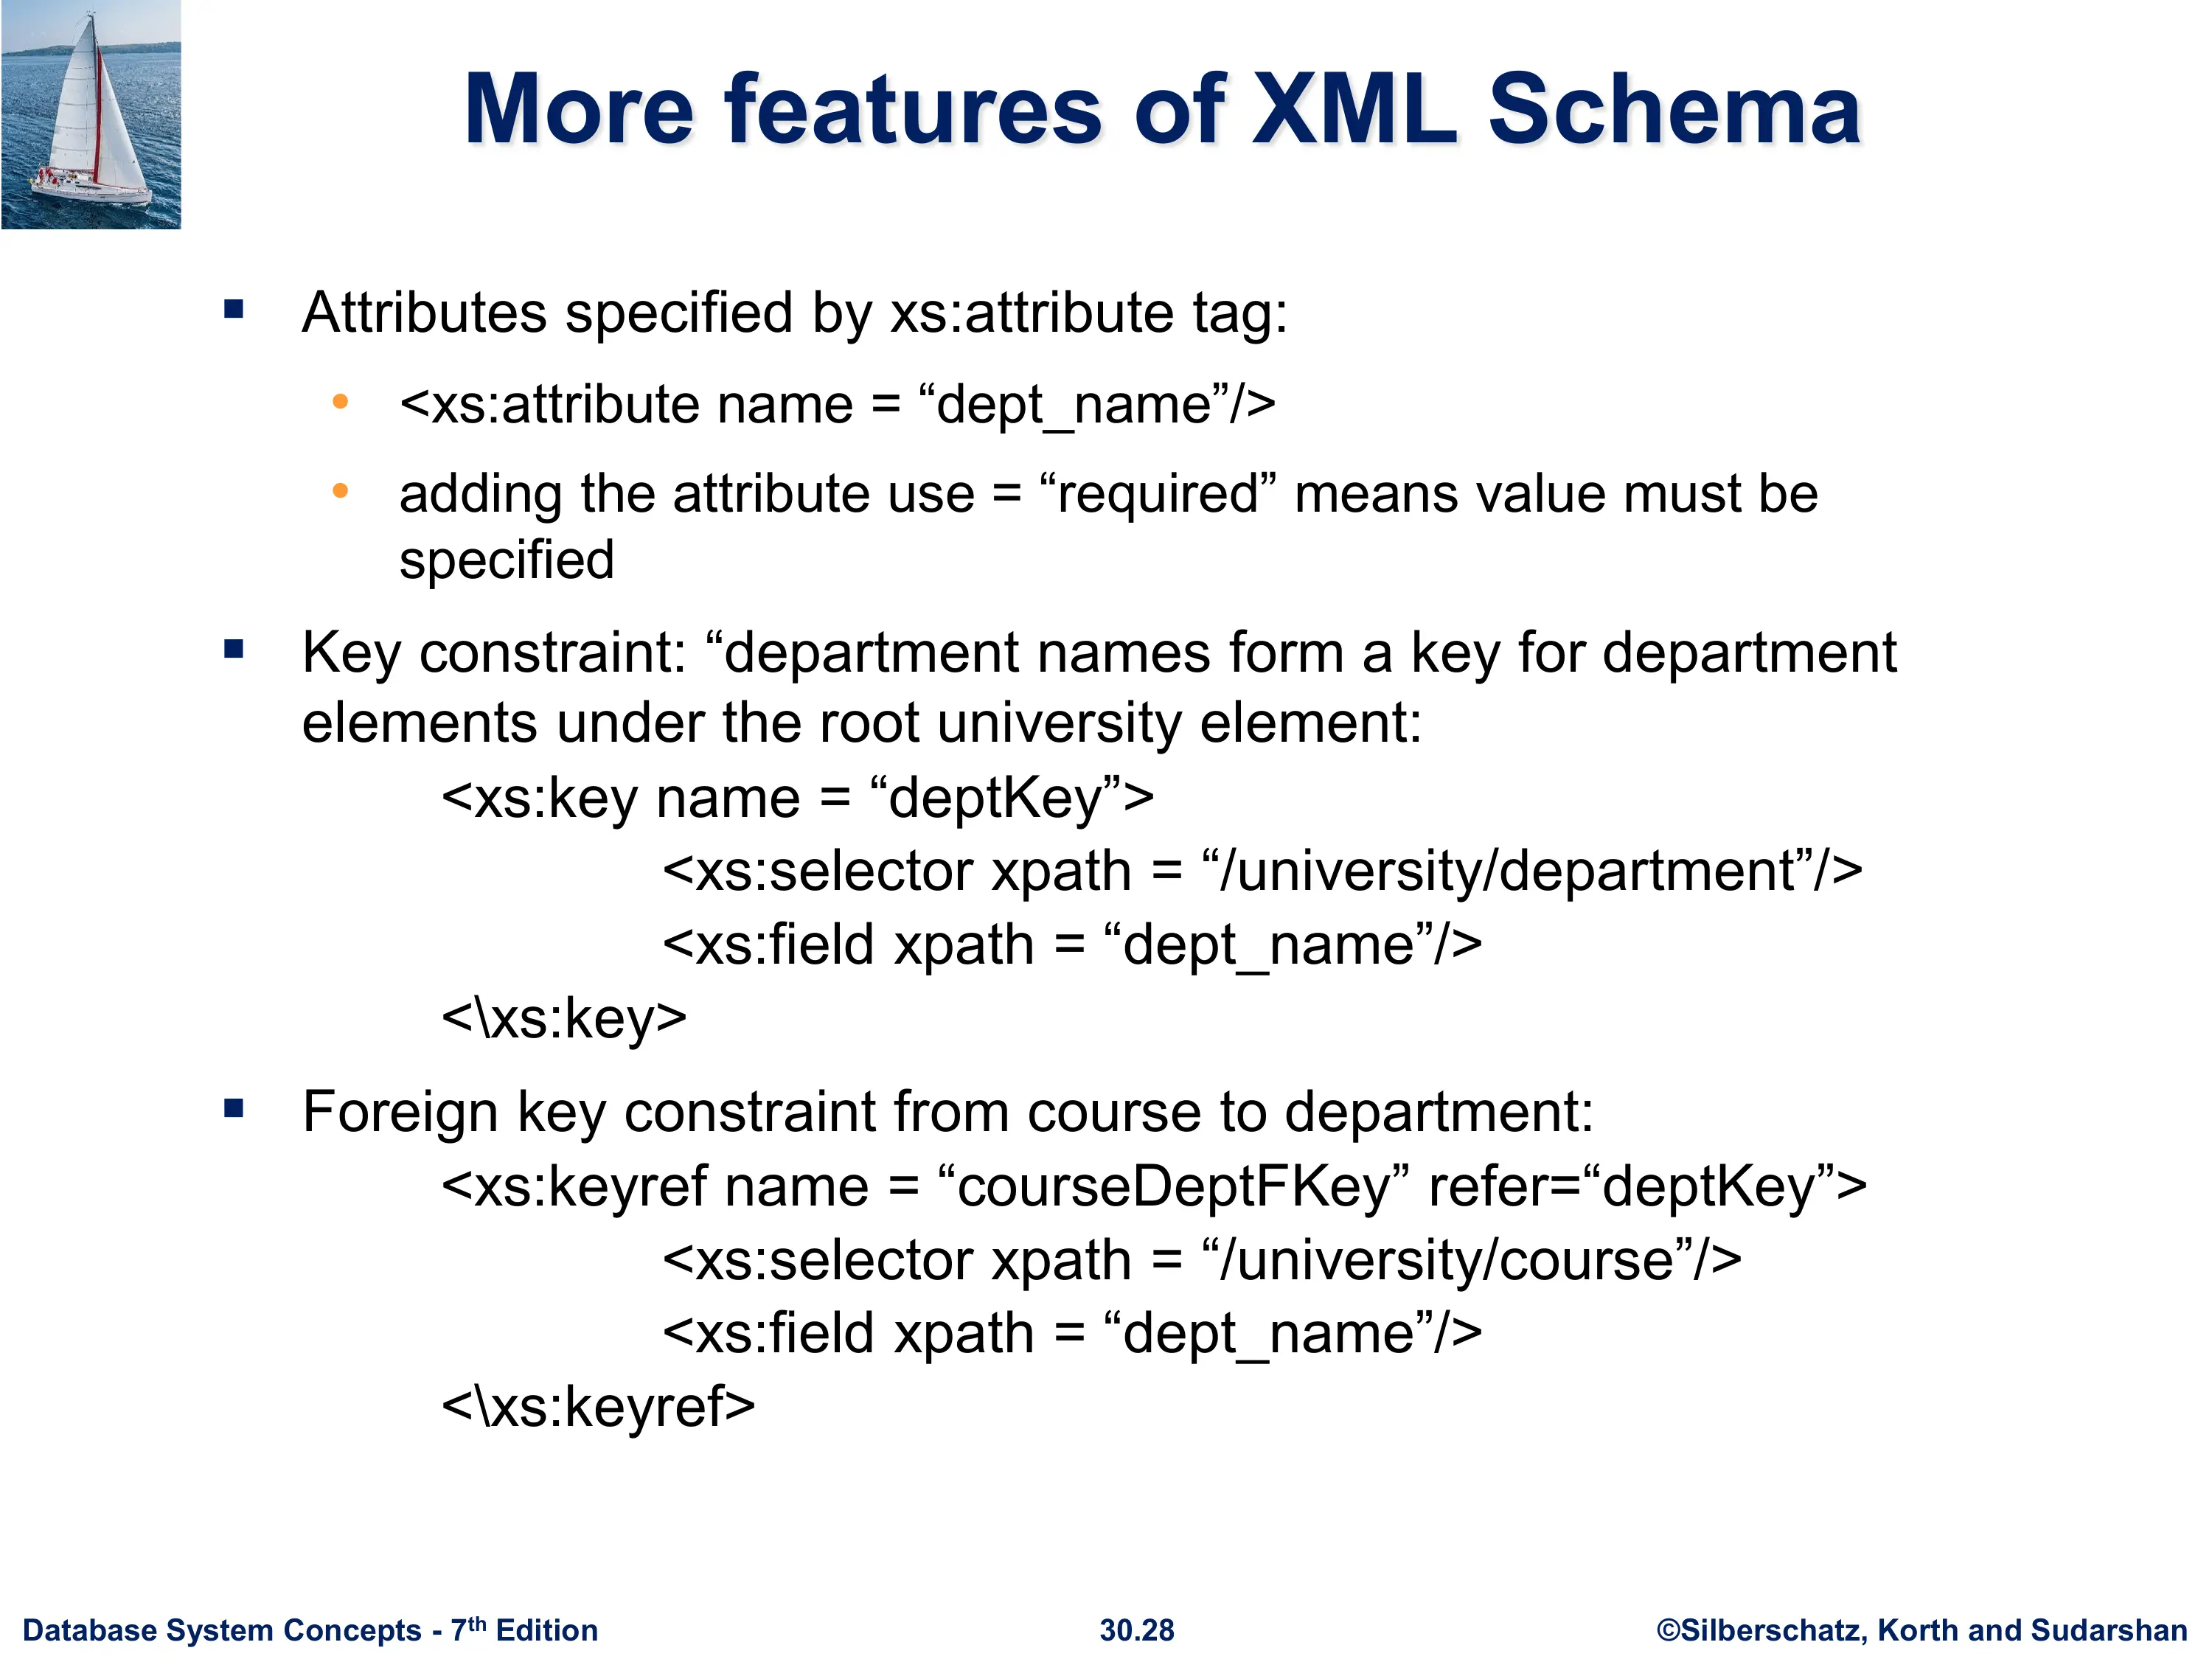 More features of XML Schema
▪ Attributes specified by xs:attribute tag:
• <xs:attribute name = “dept_name”/>
• adding the attribute use = “required” means value must be
specified
▪ Key constraint: “department names form a key for department
elements under the root university element:
<xs:key name = “deptKey”>
<xs:selector xpath = “/university/department”/>
<xs:field xpath = “dept_name”/>
<\xs:key>
▪ Foreign key constraint from course to department:
<xs:keyref name = “courseDeptFKey” refer=“deptKey”>
<xs:selector xpath = “/university/course”/>
<xs:field xpath = “dept_name”/>
<\xs:keyref>
Database System Concepts - 7th Edition
30.28
©Silberschatz, Korth and Sudarshan